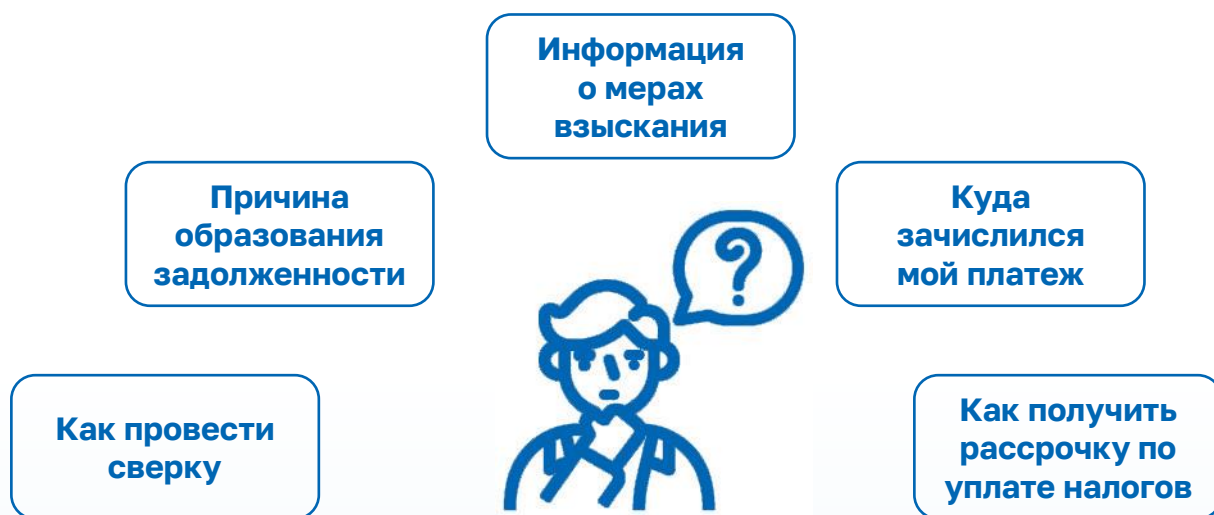 Информация
о мерах
взыскания
Причина
образования
задолженности
Куда
зачислился
мой платеж
?
Как провести
сверку
Как получить
рассрочку по
уплате налогов